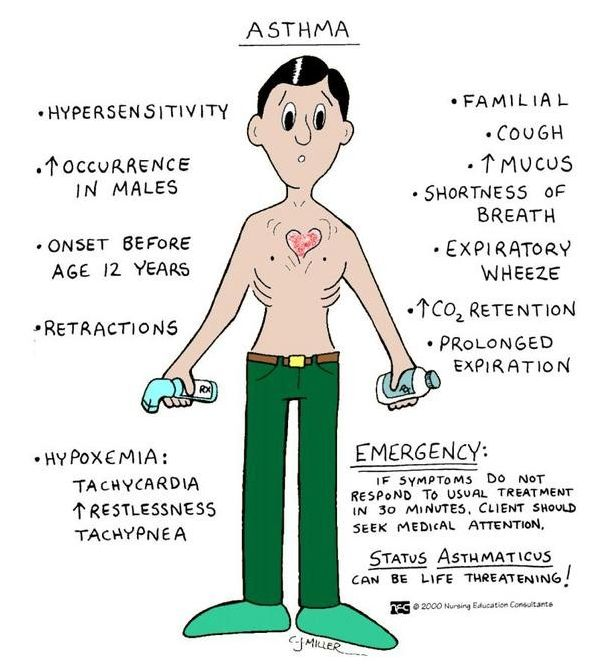 ASTHMA
• HYPERSENSITIVITY
• ↑ OCCURRENCE
IN MALES
• ONSET BEFORE
AGE 12 YEARS
• RETRACTIONS
• FAMILIAL
• COUGH
• ↑ MUCUS
• SHORTNESS OF
BREATH
• EXPIRATORY
WHEEZE
• ↑ CO₂ RETENTION
• PROLONGED
EXPIRATION
RX
RX
• HYPOXEMIA:
TACHYCARDIA
↑ RESTLESSNESS
TACHYPNEA
EMERGENCY:
IF SYMPTOMS DO NOT
RESPOND TO USUAL TREATMENT
IN 30 MINUTES, CLIENT SHOULD
SEEK MEDICAL ATTENTION.
STATUS ASTHMATICUS
CAN BE LIFE THREATENING!
NEC © 2000 Nursing Education Consultants
C-J MILLER